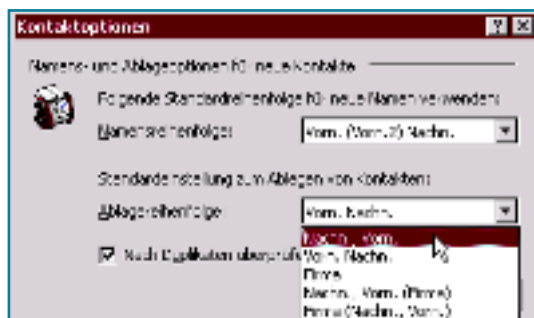 Kontaktoptionen
Namens- und Ablageoptionen für neue Kontakte
Folgende Standardreihenfolge für neue Namen verwenden:
Namensreihenfolge:
Vorn. (Vorn.2) Nachn.
Standardeinstellung zum Ablegen von Kontakten:
Ablagereihenfolge:
Vorn. Nachn.
Nachn., Vorn.
Nach Duplikaten überprüfe
Vorn. Nachn.
Firma
Nachn., Vorn. (Firma)
Firma (Nachn., Vorn.)